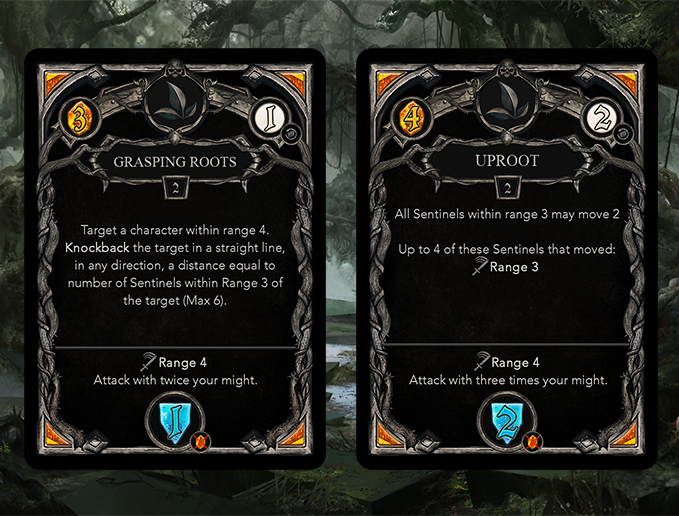 3
1
GRASPING ROOTS
2
Target a character within range 4.
Knockback the target in a straight line,
in any direction, a distance equal to
number of Sentinels within Range 3 of
the target (Max 6).
Range 4
Attack with twice your might.
1
4
2
UPROOT
2
All Sentinels within range 3 may move 2
Up to 4 of these Sentinels that moved:
Range 3
Range 4
Attack with three times your might.
2